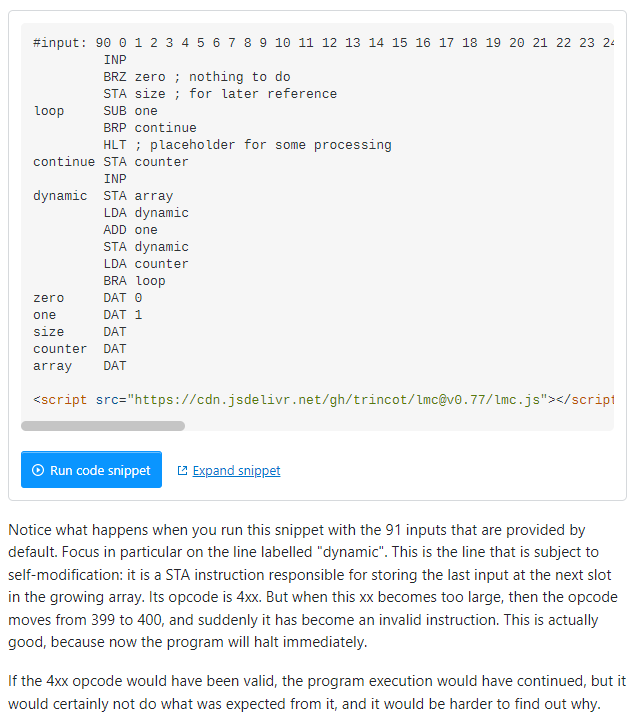 #input: 90 0 1 2 3 4 5 6 7 8 9 10 11 12 13 14 15 16 17 18 19 20 21 22 23
INP
BRZ zero ; nothing to do
STA size ; for later reference
loop     SUB one
BRP continue
HLT ; placeholder for some processing
continue STA counter
INP
dynamic  STA array
LDA dynamic
ADD one
STA dynamic
LDA counter
BRA loop
zero     DAT 0
one      DAT 1
size     DAT
counter  DAT
array    DAT
<script src="https://cdn.jsdelivr.net/gh/trincot/lmc@v0.77/lmc.js"></script
Run code snippet Expand snippet
Notice what happens when you run this snippet with the 91 inputs that are provided by
default. Focus in particular on the line labelled "dynamic". This is the line that is subject to
self-modification: it is a STA instruction responsible for storing the last input at the next slot
in the growing array. Its opcode is 4xx. But when this xx becomes too large, then the opcode
moves from 399 to 400, and suddenly it has become an invalid instruction. This is actually
good, because now the program will halt immediately.
If the 4xx opcode would have been valid, the program execution would have continued, but it
would certainly not do what was expected from it, and it would be harder to find out why.